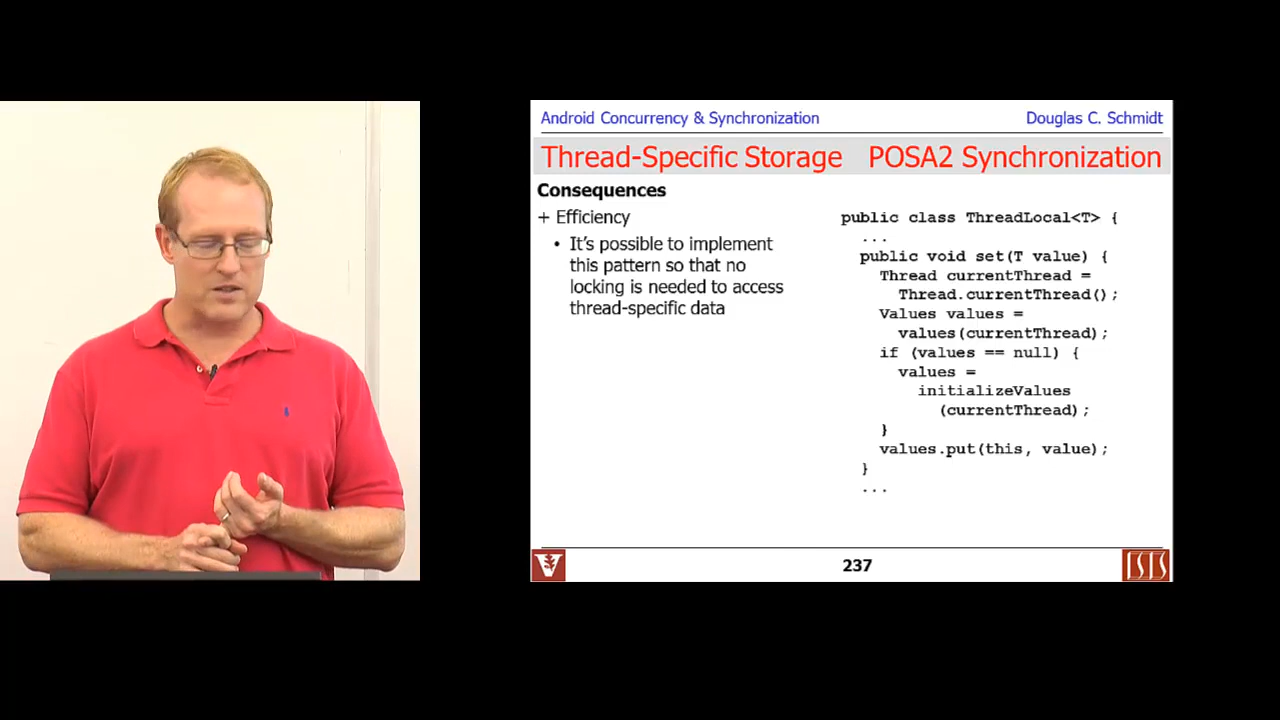 Android Concurrency & Synchronization Douglas C. Schmidt
Thread-Specific Storage POSA2 Synchronization
Consequences
+ Efficiency
• It's possible to implement
this pattern so that no
locking is needed to access
thread-specific data
public class ThreadLocal<T> {
...
public void set(T value) {
Thread currentThread =
Thread.currentThread();
Values values =
values(currentThread);
if (values == null) {
values =
initializeValues
(currentThread);
}
values.put(this, value);
}
...
V
237
ISIS